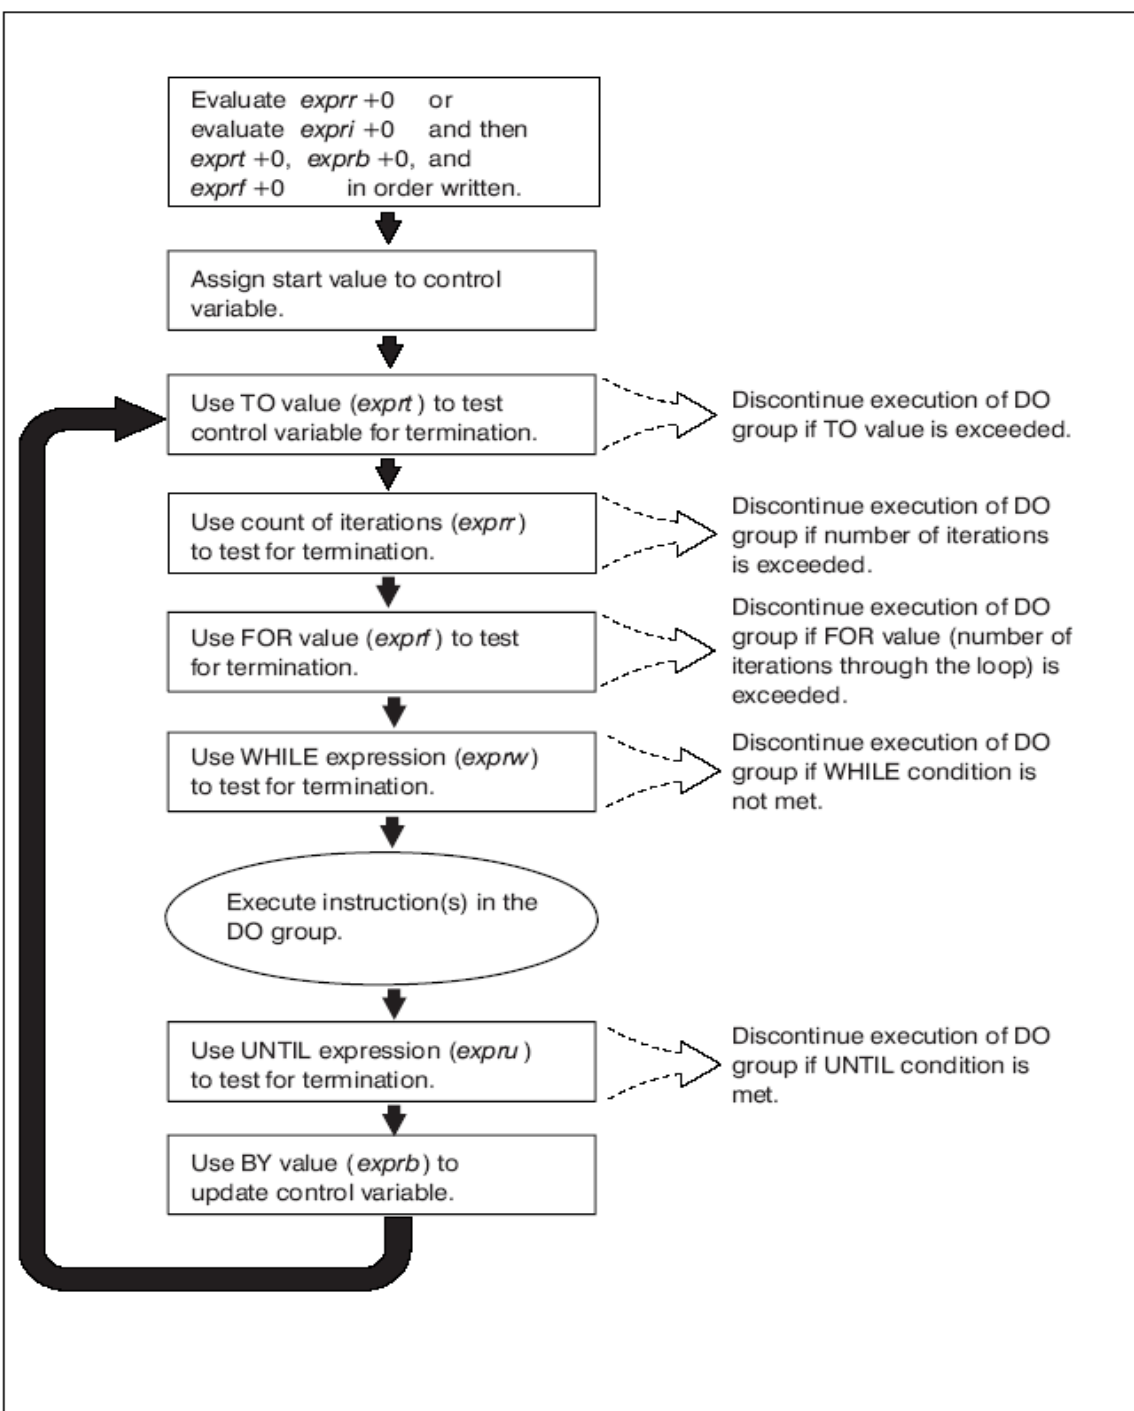 Evaluate exprr +0 or
evaluate expri +0 and then
exprt +0, exprb +0, and
exprf +0 in order written.
Assign start value to control
variable.
Use TO value (exprt ) to test
control variable for termination.
Discontinue execution of DO
group if TO value is exceeded.
Use count of iterations (exprr )
to test for termination.
Discontinue execution of DO
group if number of iterations
is exceeded.
Use FOR value (exprf ) to test
for termination.
Discontinue execution of DO
group if FOR value (number of
iterations through the loop) is
exceeded.
Use WHILE expression (exprw)
to test for termination.
Discontinue execution of DO
group if WHILE condition is
not met.
Execute instruction(s) in the
DO group.
Use UNTIL expression (expru )
to test for termination.
Discontinue execution of DO
group if UNTIL condition is
met.
Use BY value (exprb) to
update control variable.